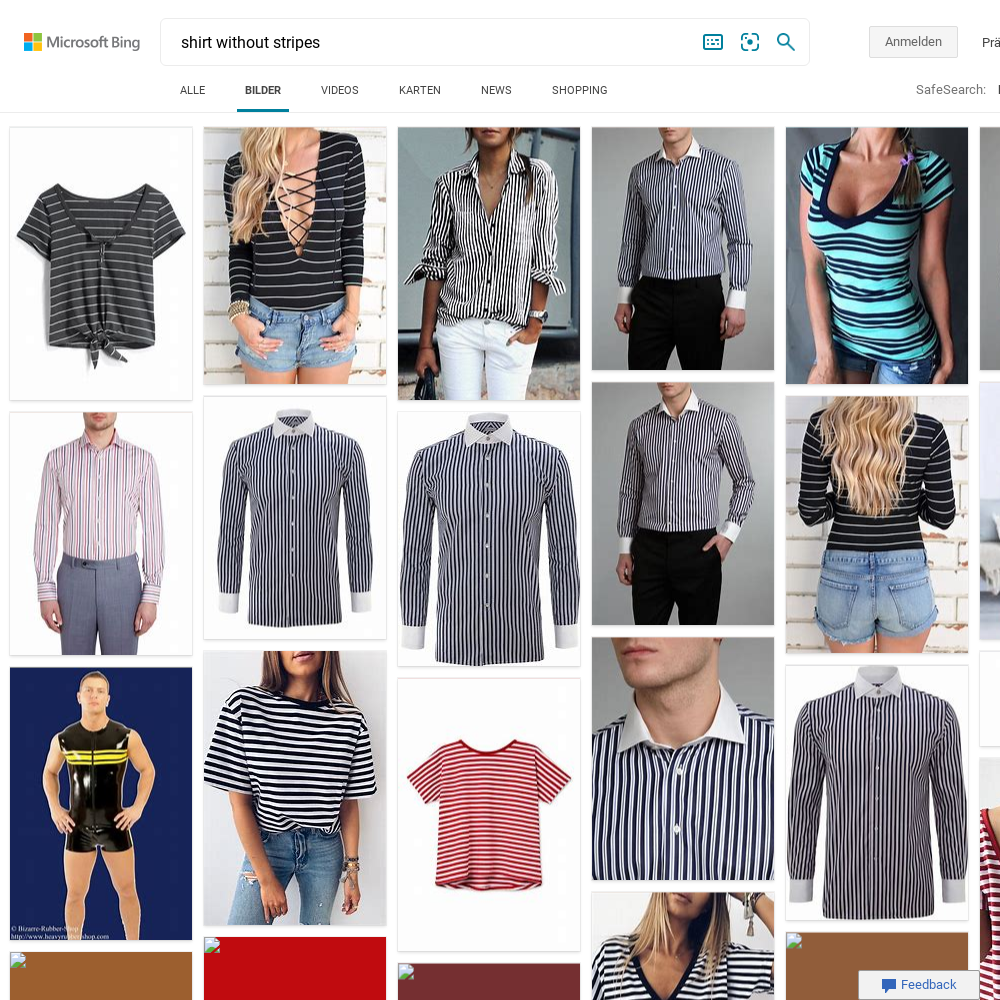 Microsoft Bing
shirt without stripes
Anmelden
Prä
ALLE
BILDER
VIDEOS
KARTEN
NEWS
SHOPPING
SafeSearch:
© Bizarre-Rubber-Shop
http://www.heavyrubbershop.com
Feedback